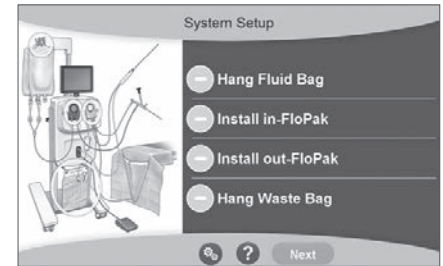 System Setup
Hang Fluid Bag
Install in-FloPak
Install out-FloPak
Hang Waste Bag
?
Next